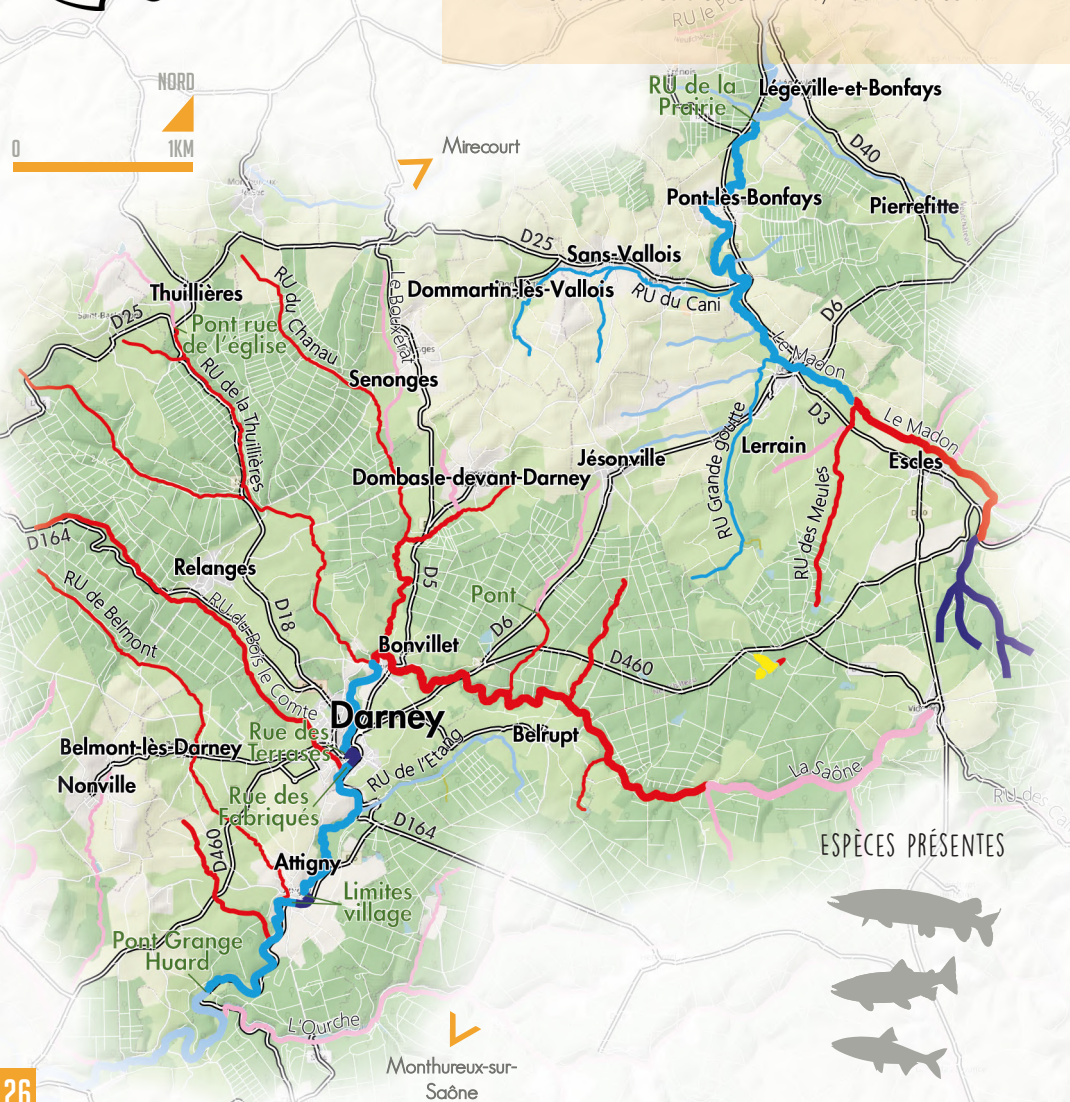 RU de la
Prairie
Légéville-et-Bonfays
NORD
0 1KM
Mirecourt
D40
Pont-lès-Bonfays
Pierrefitte
D25
Sans-Vallois
Dommartin-lès-Vallois
RU du Cani
Thuillières
D25
Pont rue
de l'église
RU du Chanau
Le Bouxerat
D6
Le Madon
RU de la Thuillières
Senonges
D3
Le Madon
RU Grande goutte
Lerrain
Escles
Jésonville
Dombasle-devant-Darney
RU des Meules
D164
Relanges
RU de Belmont
RU du Bois le Comte
D18
D5
Pont
D6
Bonvillet
D460
Darney
Rue des
Terrases
Belrupt
Belmont-lès-Darney
RU de l'Etang
Nonville
Rue des
Fabriqués
La Saône
RU des
D164
D460
Attigny
Limites
village
Pont Grange
Huard
L'Ourche
Monthureux-sur-
Saône
ESPÈCES PRÉSENTES
26